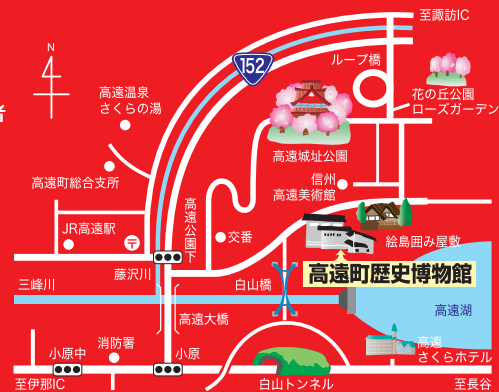 至諏訪IC
N
152
ループ橋
高遠温泉
さくらの湯
花の丘公園
ローズガーデン
者
高遠城址公園
高遠町総合支所
信州
高遠美術館
JR高遠駅
〒
高遠公園下
交番
絵島囲み屋敷
藤沢川
高遠町歴史博物館
三峰川
白山橋
高遠湖
高遠大橋
消防署
小原中
小原
高遠
さくらホテル
至伊那IC
白山トンネル
至長谷